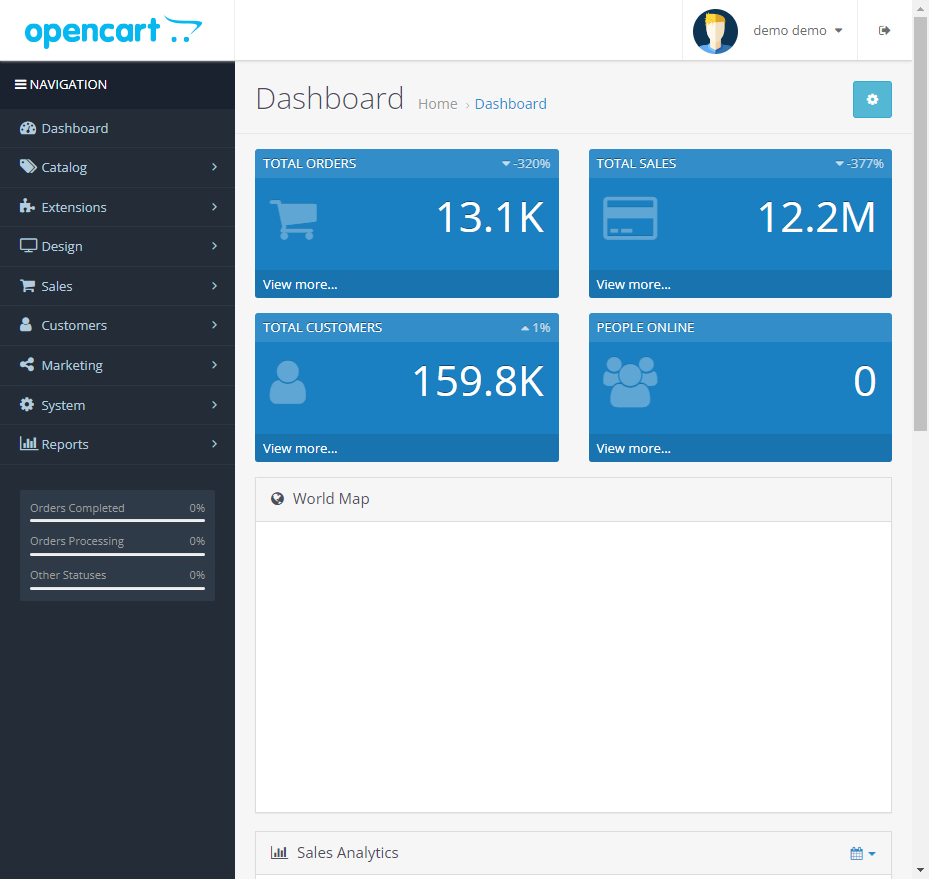 opencart
demo demo
NAVIGATION
Dashboard
Catalog
Extensions
Design
Sales
Customers
Marketing
System
Reports
Orders Completed 0%
Orders Processing 0%
Other Statuses 0%
Dashboard Home › Dashboard
TOTAL ORDERS -320%
13.1K
View more...
TOTAL SALES -377%
12.2M
View more...
TOTAL CUSTOMERS 1%
159.8K
View more...
PEOPLE ONLINE
0
View more...
World Map
Sales Analytics